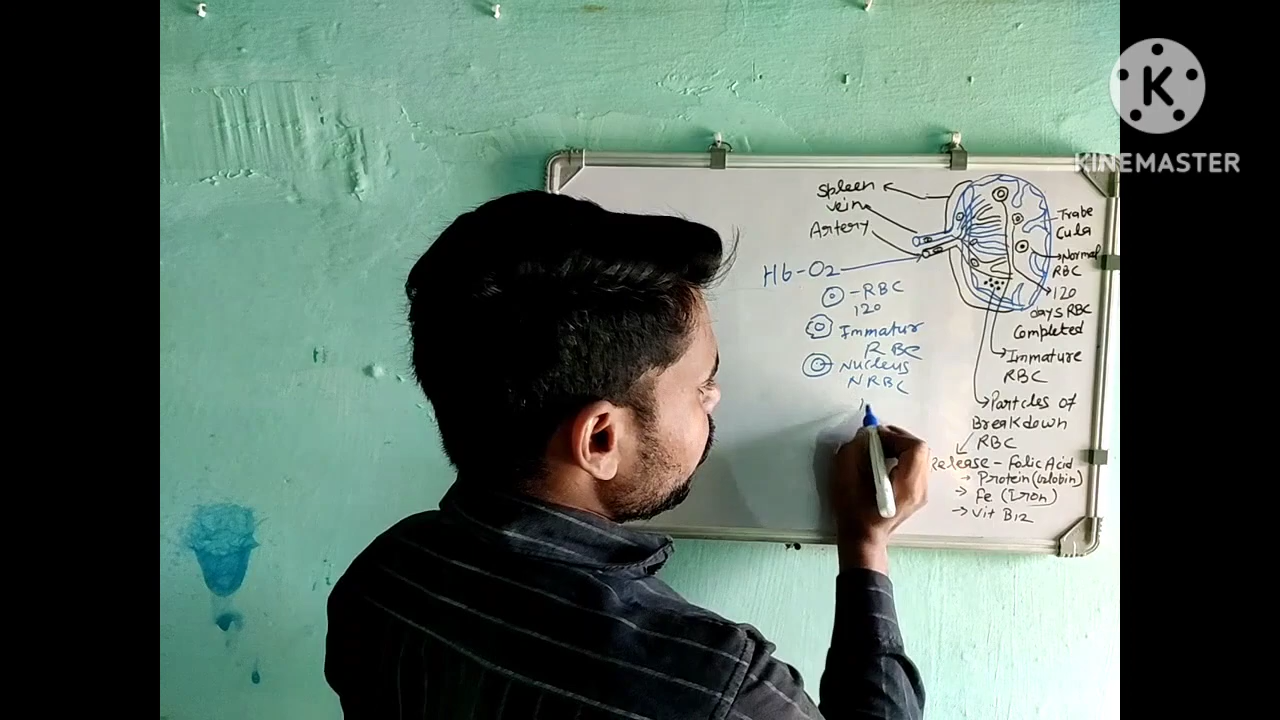 K
KINEMASTER
Spleen
vein
Artery
Hb-O2
-RBC
120
Immatur
RBC
Nucleus
NRBC
Trabe
cula
Normal
RBC
120
days RBC
completed
Immature
RBC
Partcles of
Breakdown
RBC
Release - Folic Acid
→ Protein (Globin)
→ Fe (Iron)
→ Vit B12